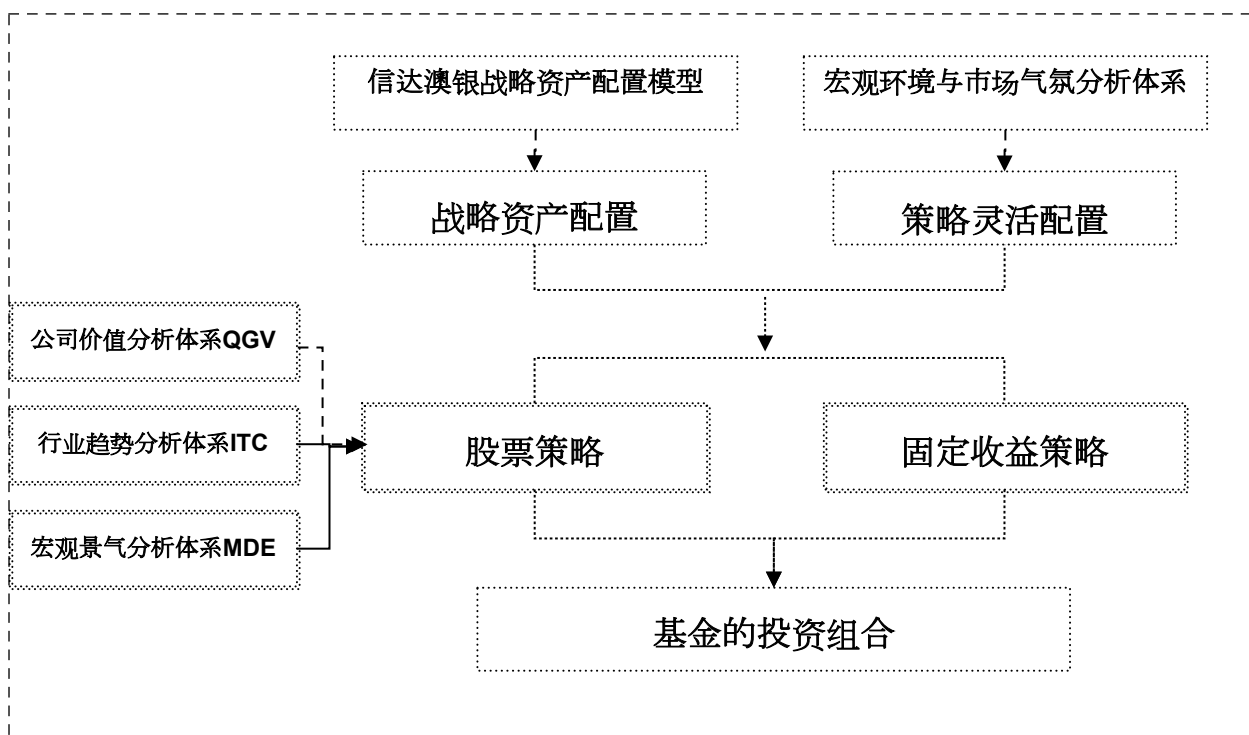 信达澳银战略资产配置模型
宏观环境与市场气氛分析体系
战略资产配置
策略灵活配置
公司价值分析体系QGV
行业趋势分析体系ITC
宏观景气分析体系MDE
股票策略
固定收益策略
基金的投资组合